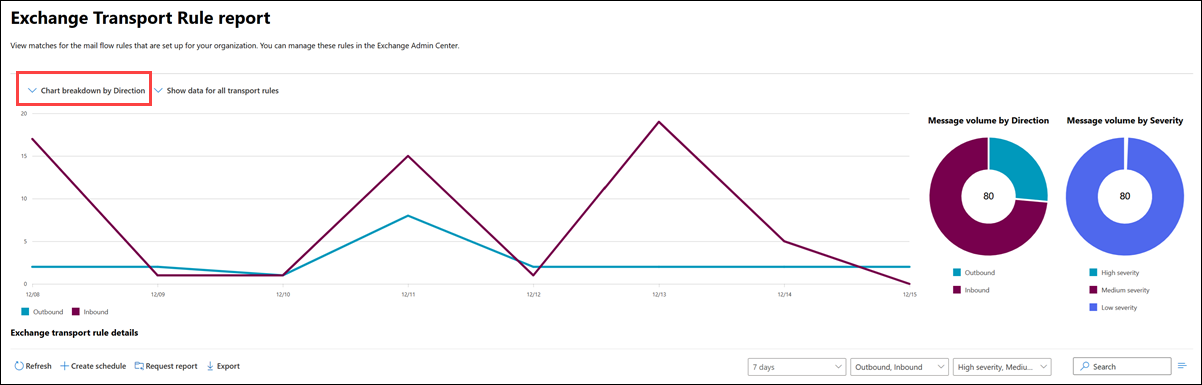 Exchange Transport Rule report
View matches for the mail flow rules that are set up for your organization. You can manage these rules in the Exchange Admin Center.
Chart breakdown by Direction Show data for all transport rules
20
15
10
5
0
12/08 12/09 12/10 12/11 12/12 12/13 12/14 12/15
Outbound Inbound
Message volume by Direction
80
Outbound
Inbound
Message volume by Severity
80
High severity
Medium severity
Low severity
Exchange transport rule details
Refresh Create schedule Request report Export 7 days Outbound, Inbound High severity, Mediu... Search